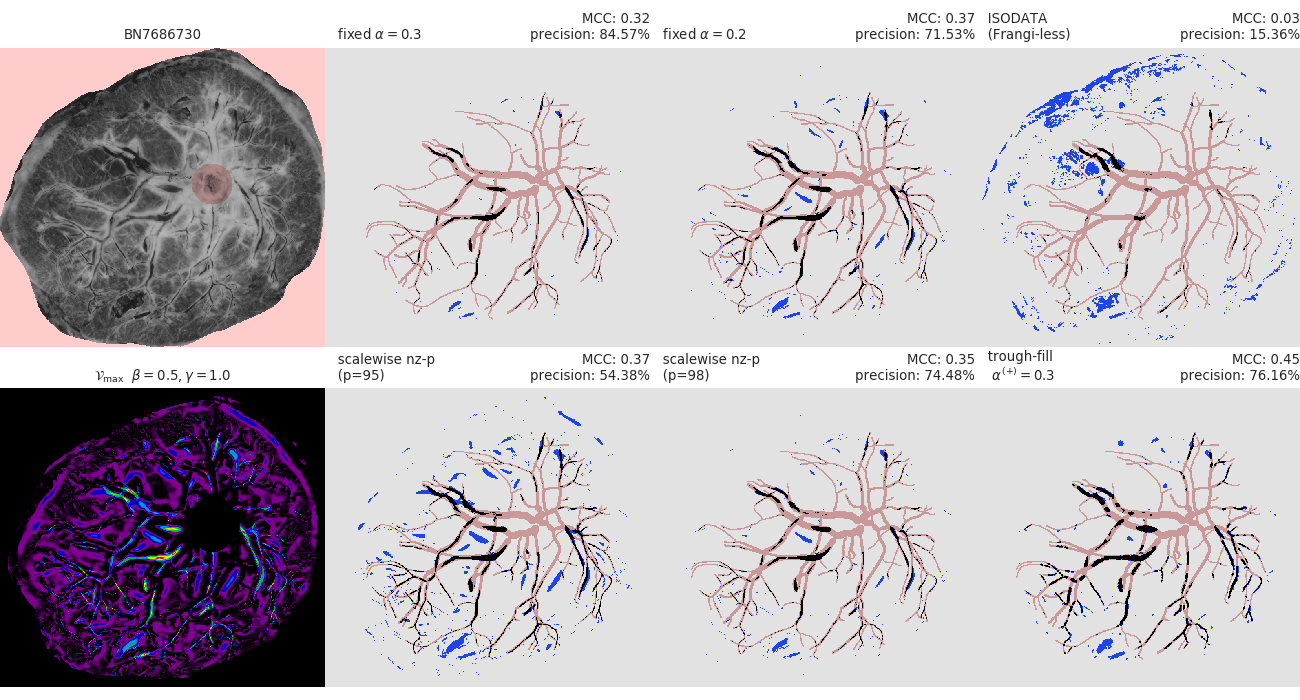 BN7686730
fixed α = 0.3
MCC: 0.32
precision: 84.57%
fixed α = 0.2
MCC: 0.37
precision: 71.53%
ISODATA
(Frangi-less)
MCC: 0.03
precision: 15.36%
𝒱max β = 0.5, γ = 1.0
scalewise nz-p
(p=95)
MCC: 0.37
precision: 54.38%
scalewise nz-p
(p=98)
MCC: 0.35
precision: 74.48%
trough-fill
α(+) = 0.3
MCC: 0.45
precision: 76.16%